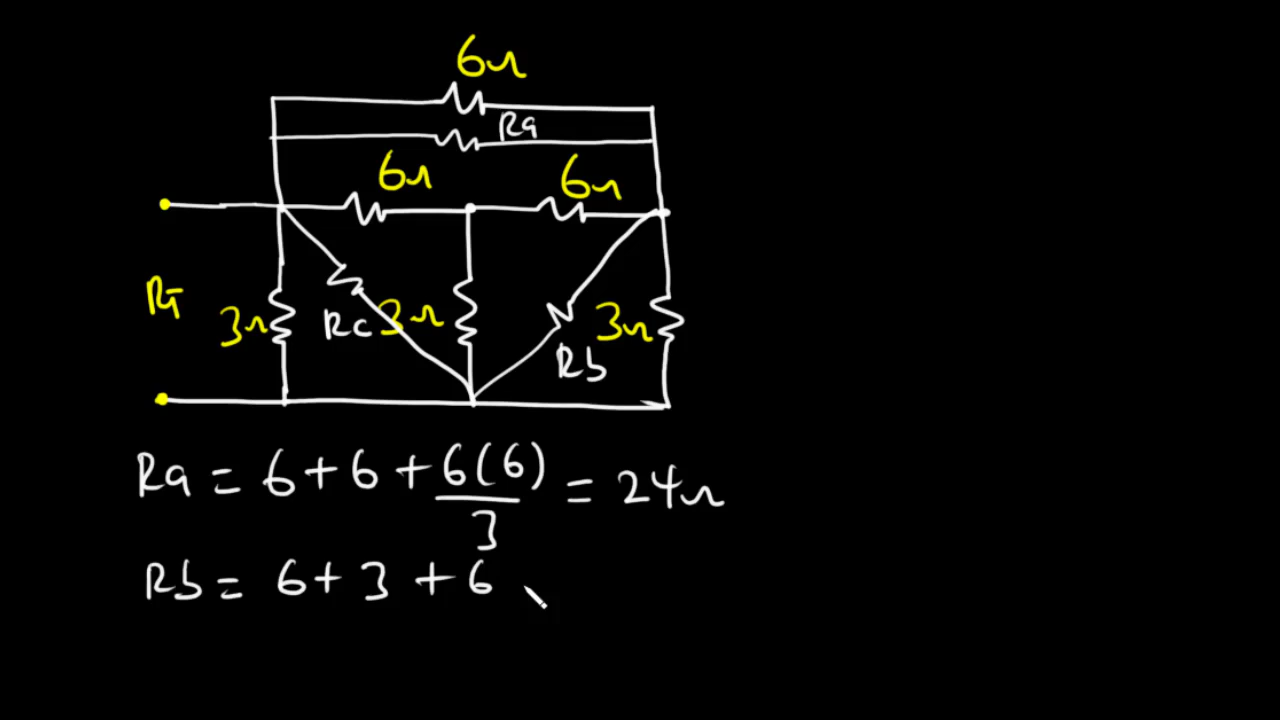 6Ω
Ra
6Ω 6Ω
RT 3Ω Rc 3Ω 3Ω
Rb
Ra = 6 + 6 + 6(6)/3 = 24Ω
Rb = 6 + 3 + 6